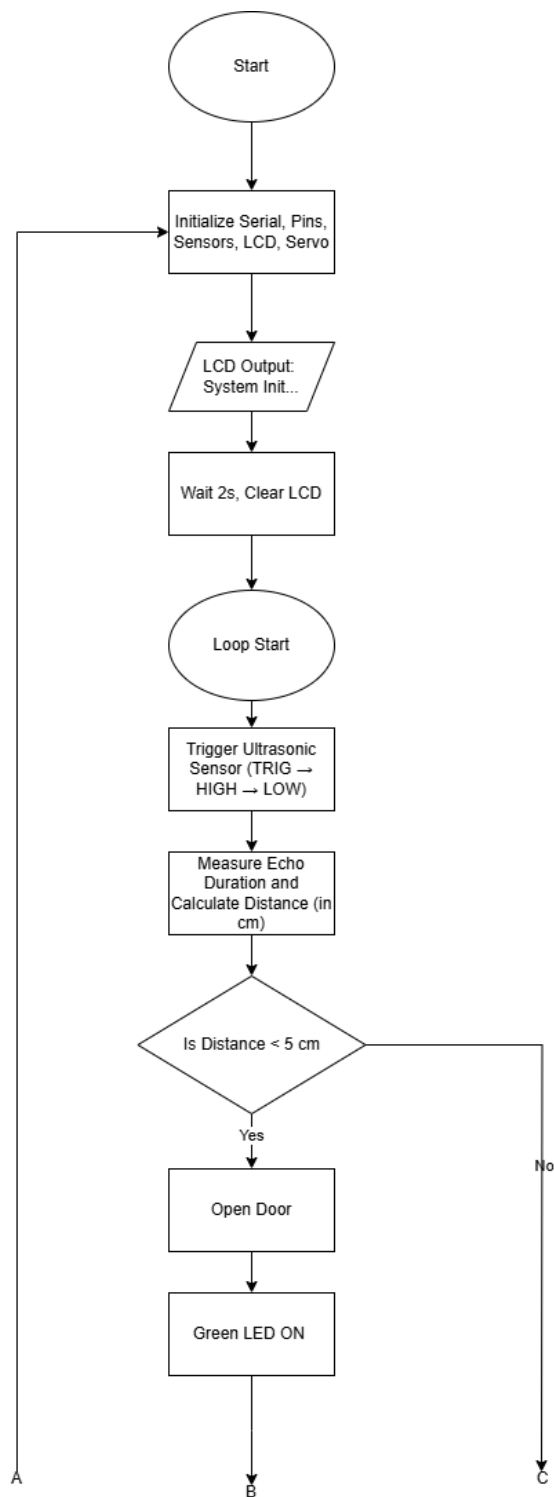 Start
Initialize Serial, Pins,
Sensors, LCD, Servo
LCD Output:
System Init...
Wait 2s, Clear LCD
Loop Start
Trigger Ultrasonic
Sensor (TRIG →
HIGH → LOW)
Measure Echo
Duration and
Calculate Distance (in
cm)
Is Distance < 5 cm
Yes
No
Open Door
Green LED ON
A
B
C